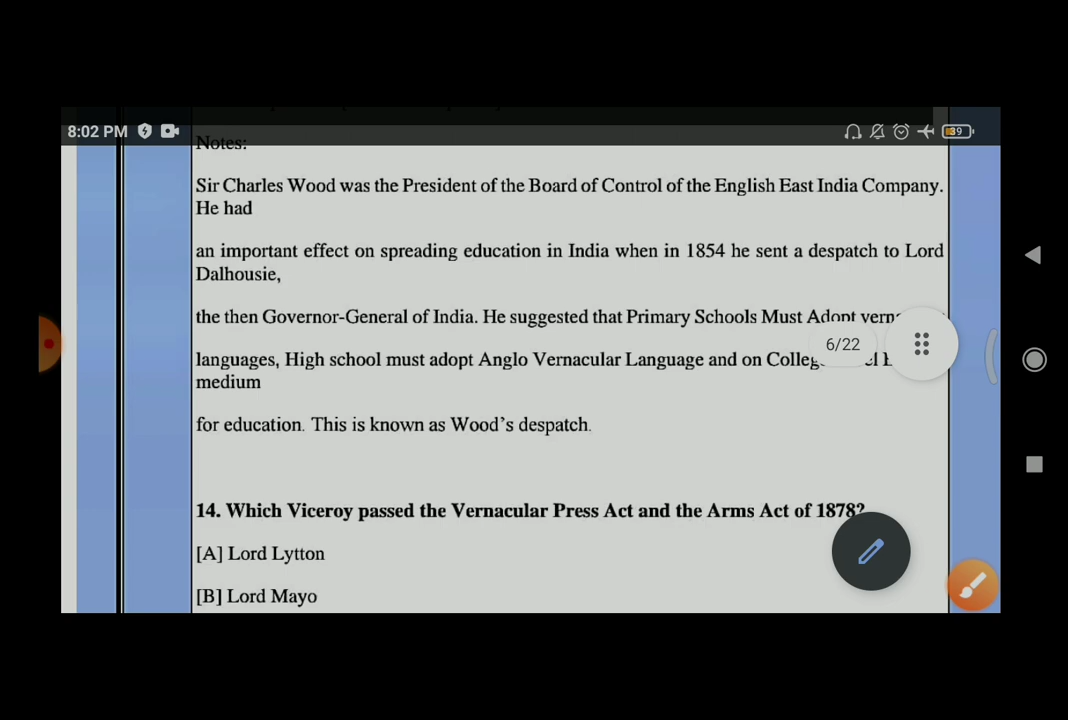 8:02 PM
39
Notes:
Sir Charles Wood was the President of the Board of Control of the English East India Company.
He had
an important effect on spreading education in India when in 1854 he sent a despatch to Lord
Dalhousie,
the then Governor-General of India. He suggested that Primary Schools Must Adopt
6/22
languages, High school must adopt Anglo Vernacular Language and on
medium
for education. This is known as Wood's despatch.
14. Which Viceroy passed the Vernacular Press Act and the Arms Act of 1878?
[A] Lord Lytton
[B] Lord Mayo